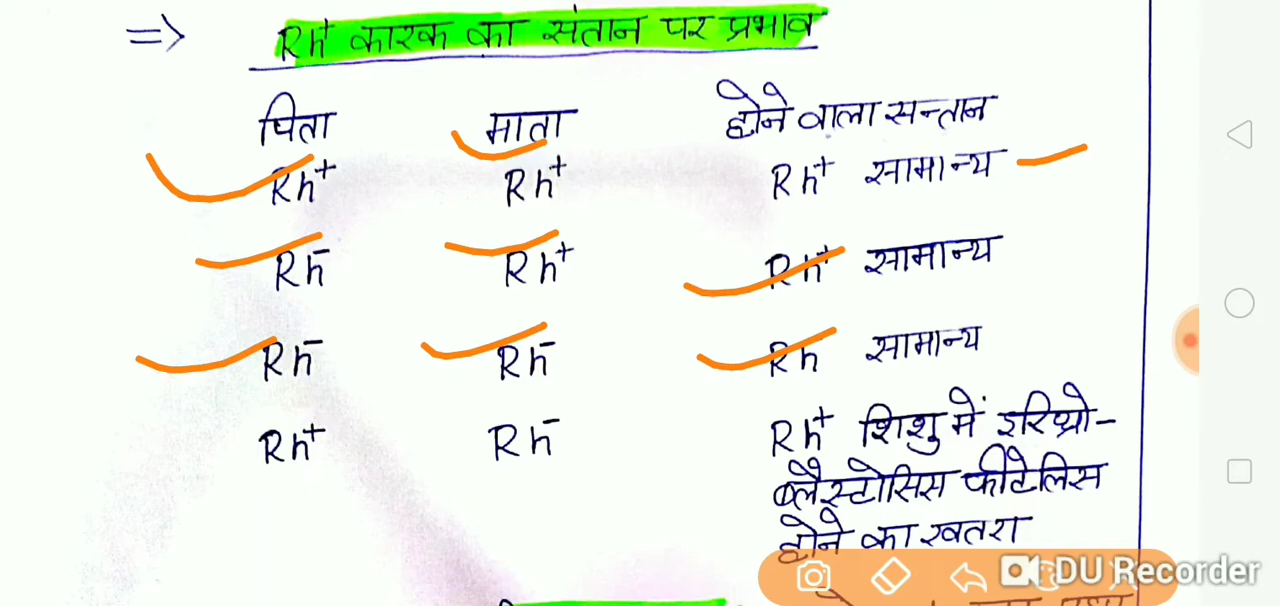 => Rh⁺ कारक का संतान पर प्रभाव
पिता माता होने वाला सन्तान
Rh⁺ Rh⁺ Rh⁺ सामान्य
Rh⁻ Rh⁺ Rh⁺ सामान्य
Rh⁻ Rh⁻ Rh सामान्य
Rh⁺ Rh⁻ Rh⁺ शिशु में इरिथ्रो-
ब्लैस्टोसिस फीटेलिस
होने का खतरा
DU Recorder